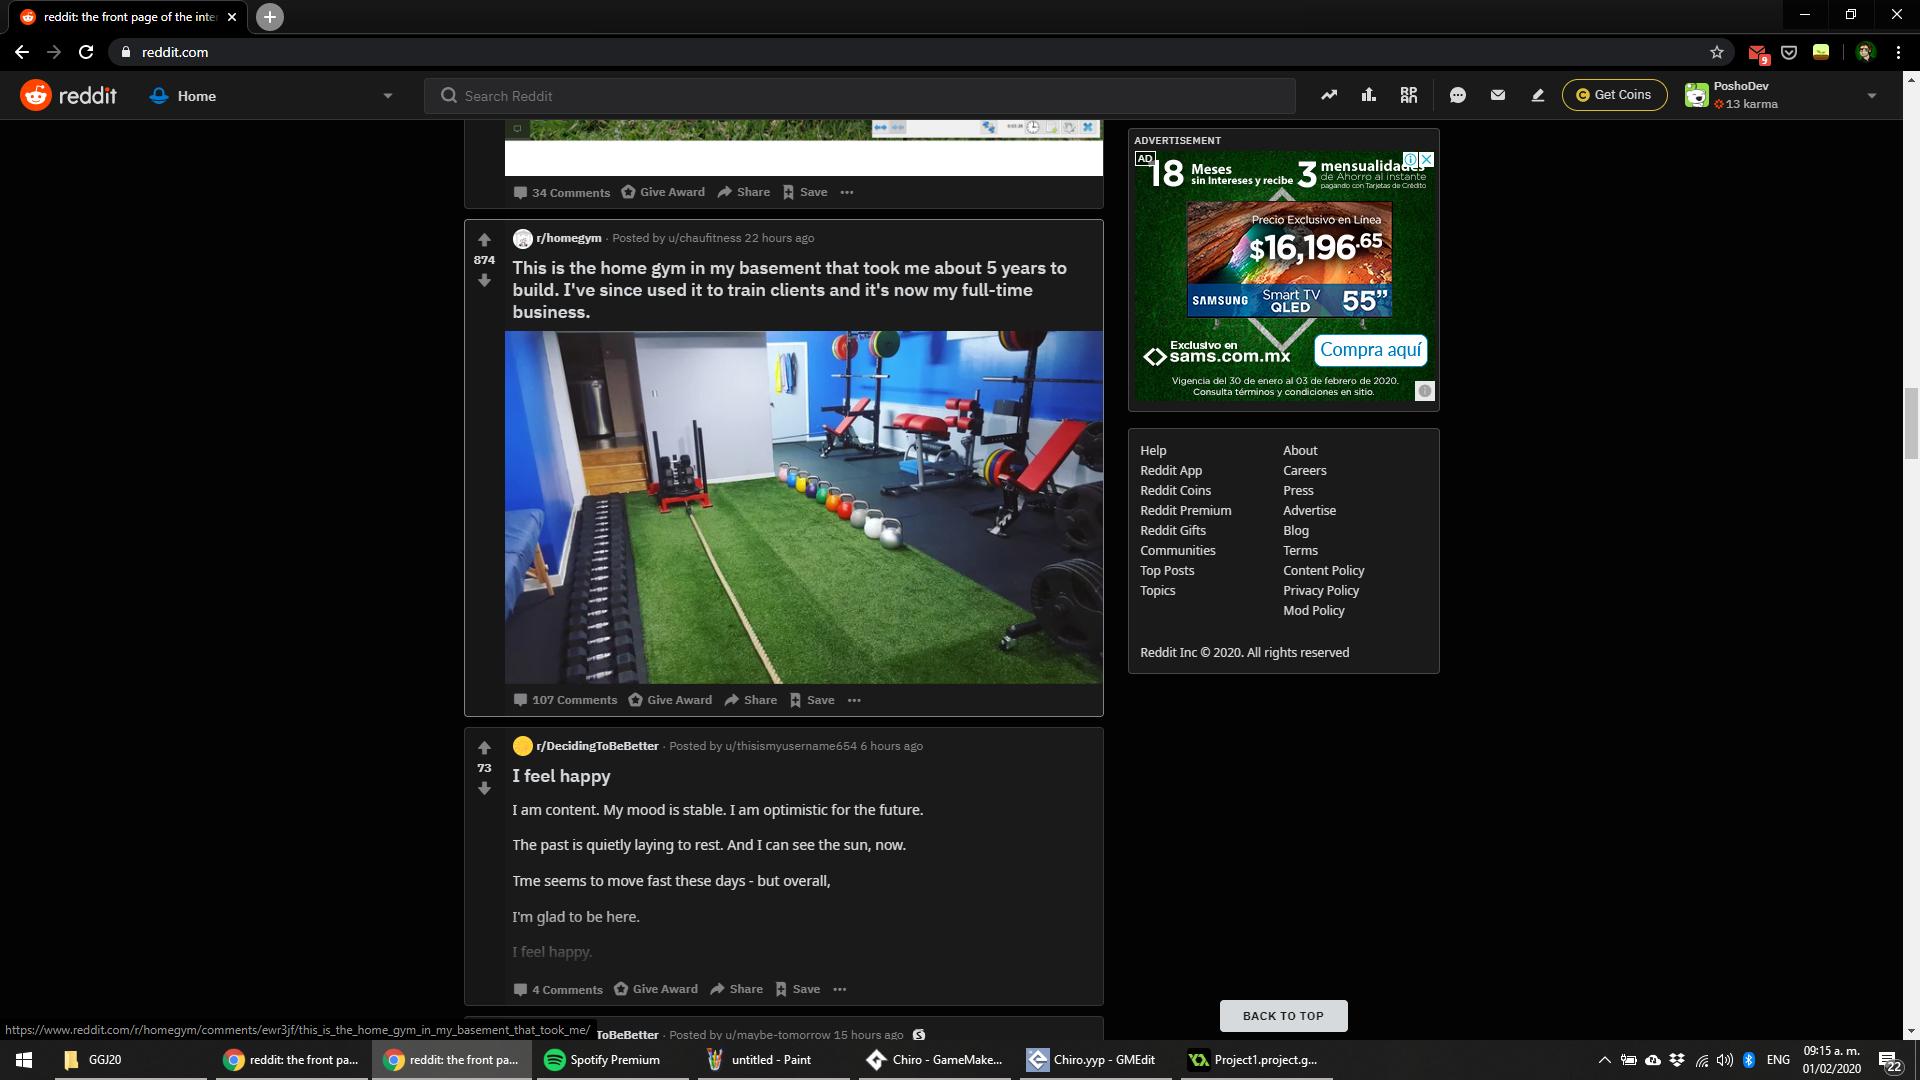 reddit: the front page of the inter
reddit.com
9
reddit
Home
Search Reddit
Get Coins
PoshoDev
13 karma
34 Comments Give Award Share Save
r/homegym · Posted by u/chaufitness 22 hours ago
874
This is the home gym in my basement that took me about 5 years to
build. I've since used it to train clients and it's now my full-time
business.
107 Comments Give Award Share Save
r/DecidingToBeBetter · Posted by u/thisismyusername654 6 hours ago
73
I feel happy
I am content. My mood is stable. I am optimistic for the future.
The past is quietly laying to rest. And I can see the sun, now.
Tme seems to move fast these days - but overall,
I'm glad to be here.
I feel happy.
4 Comments Give Award Share Save
ToBeBetter · Posted by u/maybe-tomorrow 15 hours ago
ADVERTISEMENT
AD
18 Meses
sin Intereses y recibe
3 mensualidades
de Ahorro al instante
pagando con Tarjetas de Crédito
Precio Exclusivo en Línea
$16,196.65
SAMSUNG Smart TV
QLED 55”
Exclusivo en
sams.com.mx
Compra aquí
Vigencia del 30 de enero al 03 de febrero de 2020.
Consulta términos y condiciones en sitio.
Help
Reddit App
Reddit Coins
Reddit Premium
Reddit Gifts
Communities
Top Posts
Topics
About
Careers
Press
Advertise
Blog
Terms
Content Policy
Privacy Policy
Mod Policy
Reddit Inc © 2020. All rights reserved
BACK TO TOP
https://www.reddit.com/r/homegym/comments/ewr3jf/this_is_the_home_gym_in_my_basement_that_took_me/
GGJ20
reddit: the front pa...
reddit: the front pa...
Spotify Premium
untitled - Paint
Chiro - GameMake...
Chiro.yyp - GMEdit
Project1.project.g...
ENG
09:15 a. m.
01/02/2020
22